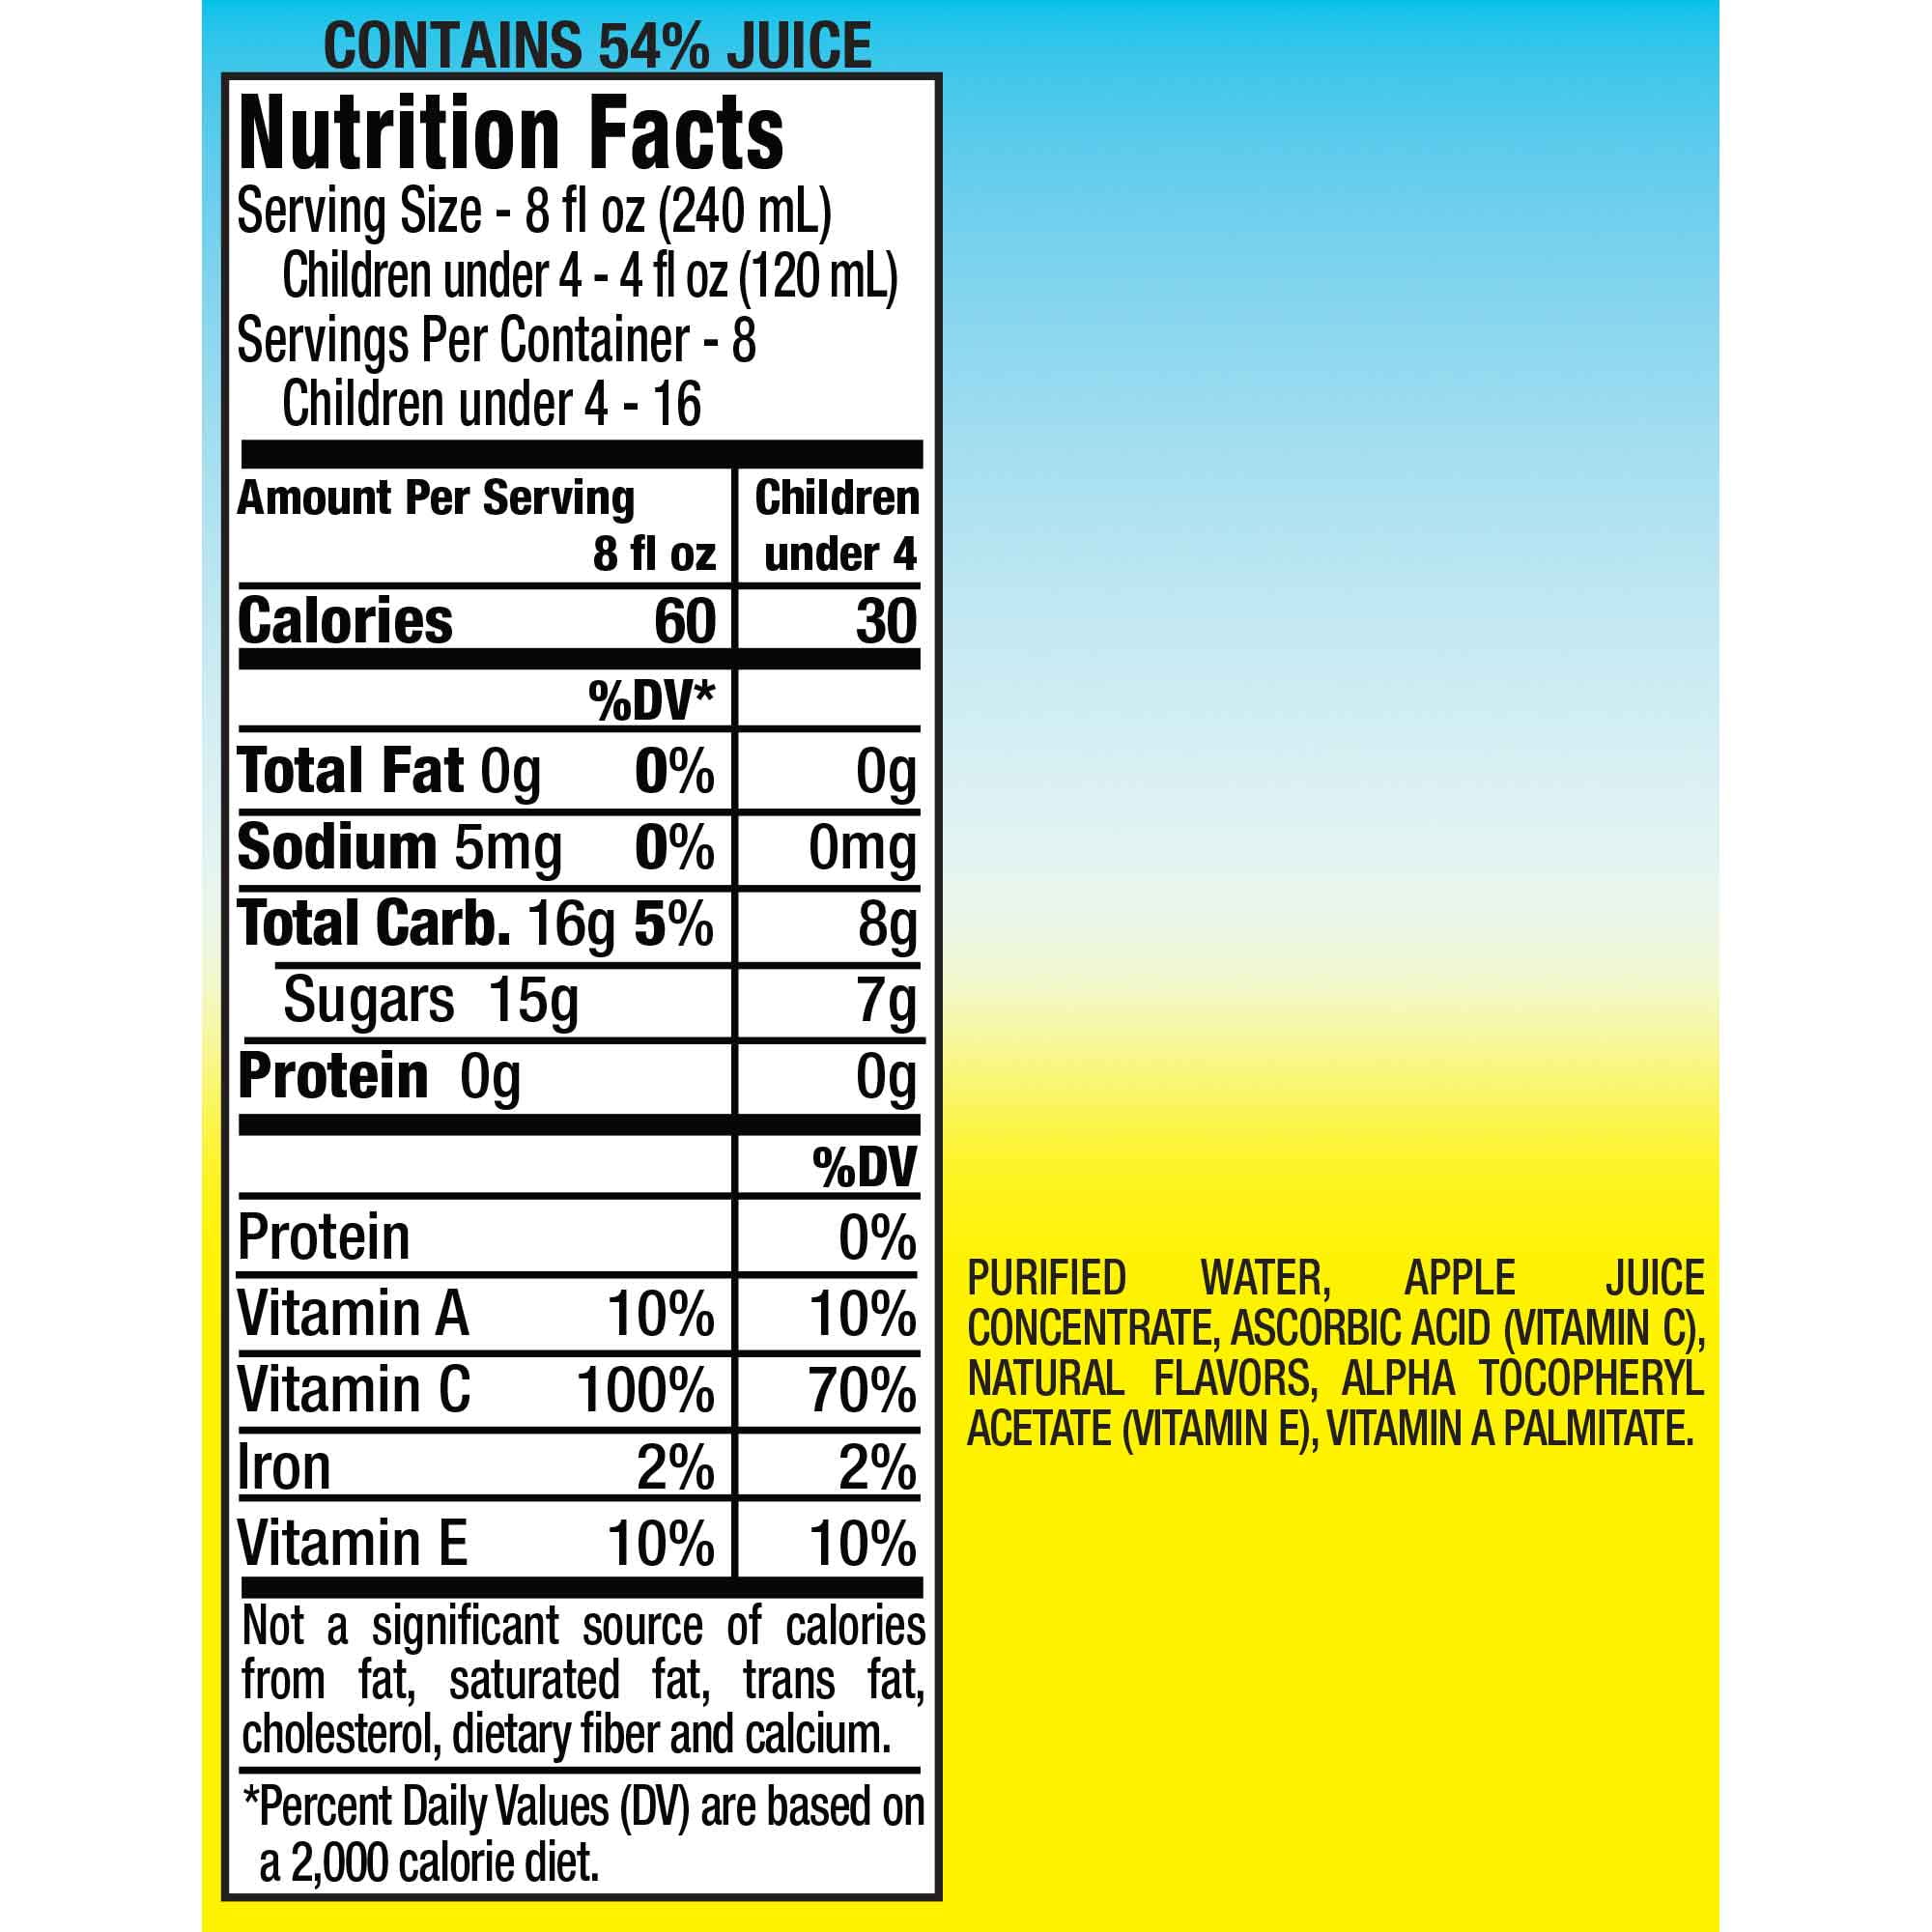 CONTAINS 54% JUICE
Nutrition Facts
Serving Size - 8 fl oz (240 mL)
Children under 4 - 4 fl oz (120 mL)
Servings Per Container - 8
Children under 4 - 16
Amount Per Serving Children
8 fl oz under 4
Calories 60 30
%DV*
Total Fat 0g 0% 0g
Sodium 5mg 0% 0mg
Total Carb. 16g 5% 8g
Sugars 15g 7g
Protein 0g 0g
%DV
Protein 0%
Vitamin A 10% 10%
Vitamin C 100% 70%
Iron 2% 2%
Vitamin E 10% 10%
Not a significant source of calories
from fat, saturated fat, trans fat,
cholesterol, dietary fiber and calcium.
*Percent Daily Values (DV) are based on
a 2,000 calorie diet.
PURIFIED WATER, APPLE JUICE
CONCENTRATE, ASCORBIC ACID (VITAMIN C),
NATURAL FLAVORS, ALPHA TOCOPHERYL
ACETATE (VITAMIN E), VITAMIN A PALMITATE.